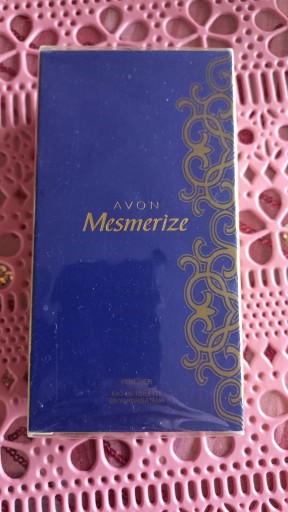 AVON
Mesmerize
FOR HER
EAU DE TOILETTE